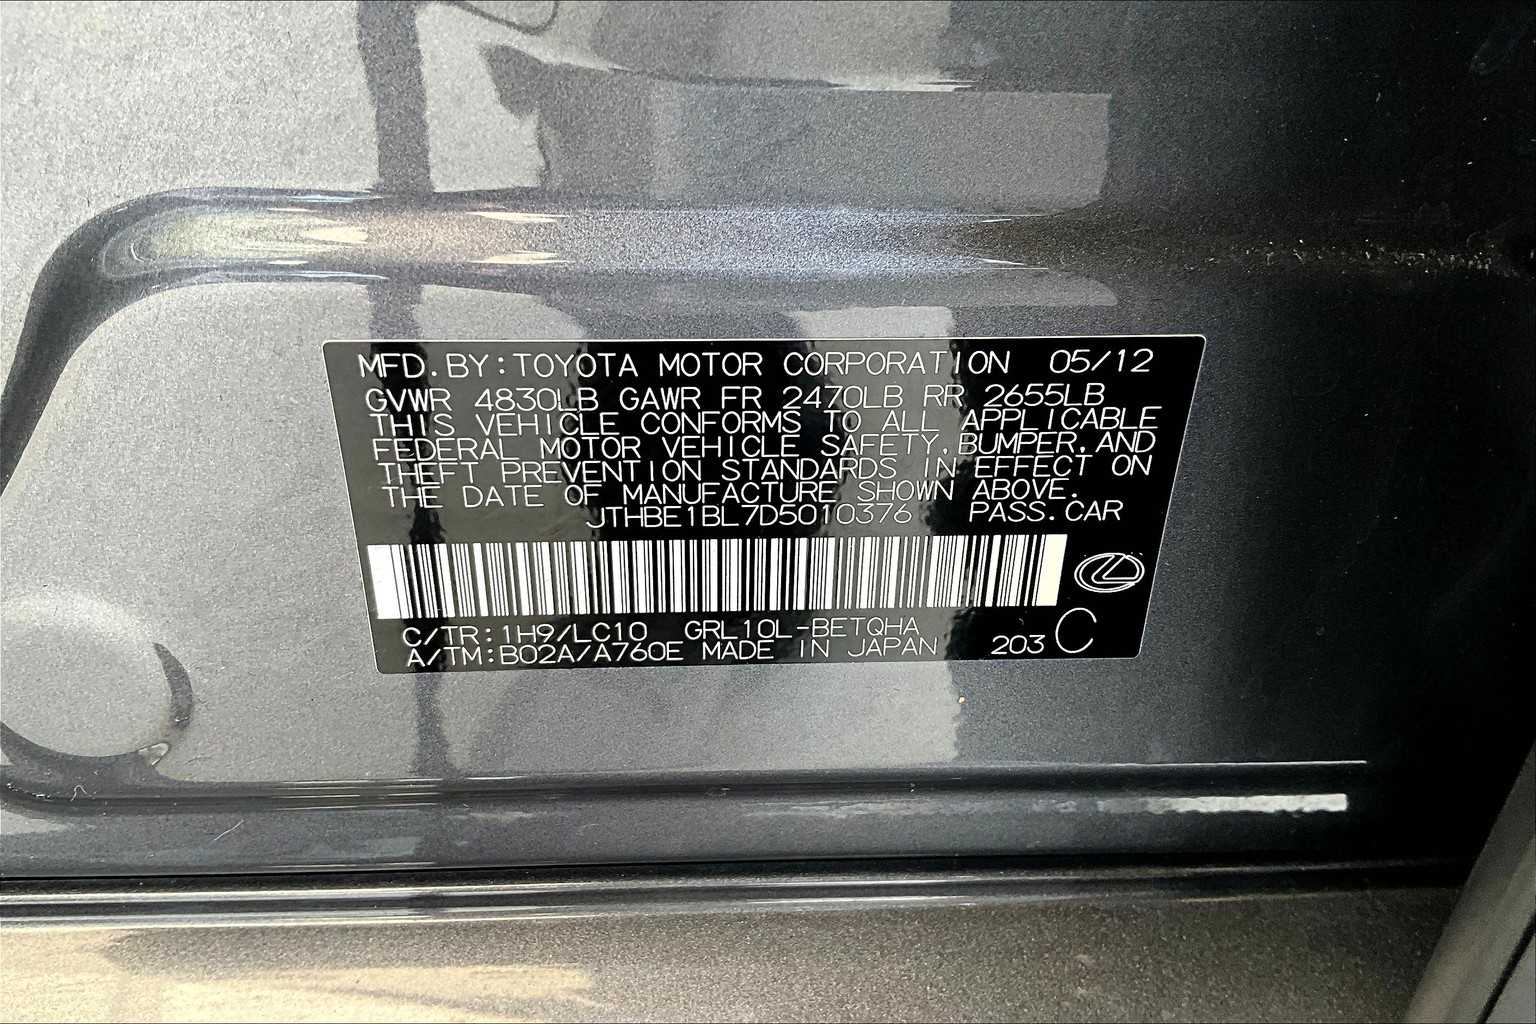 MFD.BY:TOYOTA MOTOR CORPORATION 05/12
GVWR 4830LB GAWR FR 2470LB RR 2655LB
THIS VEHICLE CONFORMS TO ALL APPLICABLE
FEDERAL MOTOR VEHICLE SAFETY,BUMPER,AND
THEFT PREVENTION STANDARDS IN EFFECT ON
THE DATE OF MANUFACTURE SHOWN ABOVE.
JTHBE1BL7D5010376 PASS.CAR
C/TR:1H9/LC10 GRL10L-BETQHA
A/TM:B02A/A760E MADE IN JAPAN 203 C